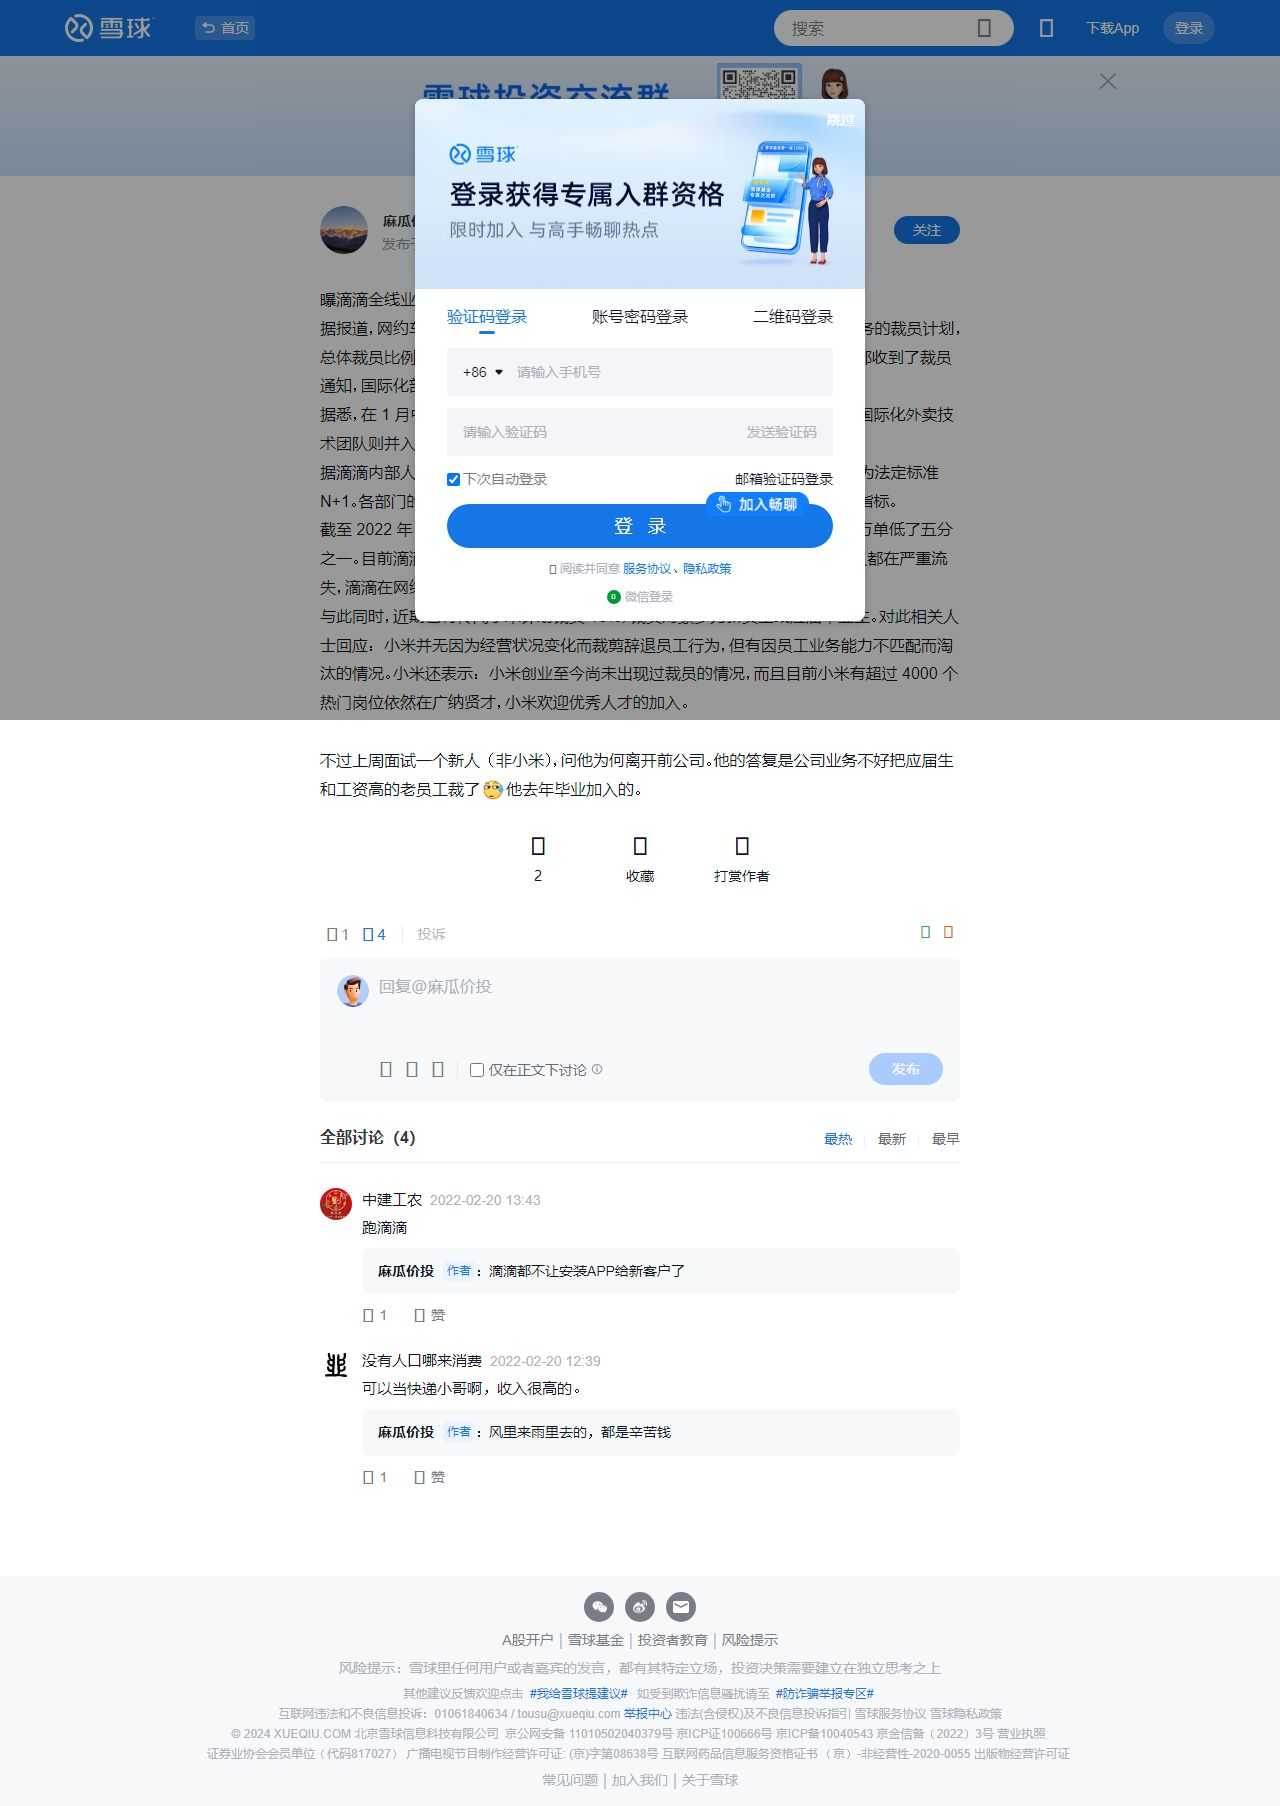 雪球
首页
搜索
下载App
登录
雪球投资交流群
跳过
雪球
登录获得专属入群资格
限时加入 与高手畅聊热点
麻瓜
发布于
关注
验证码登录
账号密码登录
二维码登录
+86
请输入手机号
请输入验证码
发送验证码
下次自动登录
邮箱验证码登录
加入畅聊
登 录
阅读并同意 服务协议、隐私政策
微信登录
曝滴滴全线业
据报道，网约车
务的裁员计划，
总体裁员比例
都收到了裁员
通知，国际化部
据悉，在 1 月中
国际化外卖技
术团队则并入
据滴滴内部人
为法定标准
N+1。各部门的
指标。
截至 2022 年
万单低了五分
之一。目前滴滴
都在严重流
失，滴滴在网络
与此同时，近期
对此相关人
士回应：小米并无因为经营状况变化而裁剪辞退员工行为，但有因员工业务能力不匹配而淘
汰的情况。小米还表示：小米创业至今尚未出现过裁员的情况，而且目前小米有超过 4000 个
热门岗位依然在广纳贤才，小米欢迎优秀人才的加入。
不过上周面试一个新人（非小米），问他为何离开前公司。他的答复是公司业务不好把应届生
和工资高的老员工裁了 他去年毕业加入的。
2
收藏
打赏作者
1 4 投诉
回复@麻瓜价投
仅在正文下讨论
发布
全部讨论（4）
最热
最新
最早
中建工农 2022-02-20 13:43
跑滴滴
麻瓜价投 作者：滴滴都不让安装APP给新客户了
1 赞
没有人口哪来消费 2022-02-20 12:39
可以当快递小哥啊，收入很高的。
麻瓜价投 作者：风里来雨里去的，都是辛苦钱
1 赞
A股开户｜雪球基金｜投资者教育｜风险提示
风险提示：雪球里任何用户或者嘉宾的发言，都有其特定立场，投资决策需要建立在独立思考之上
其他建议反馈欢迎点击 #我给雪球提建议# 如受到欺诈信息骚扰请至 #防诈骗举报专区#
互联网违法和不良信息投诉：01061840634 / tousu@xueqiu.com 举报中心 违法(含侵权)及不良信息投诉指引 雪球服务协议 雪球隐私政策
© 2024 XUEQIU.COM 北京雪球信息科技有限公司 京公网安备 11010502040379号 京ICP证100666号 京ICP备10040543 京金信备（2022）3号 营业执照
证券业协会会员单位（代码817027） 广播电视节目制作经营许可证: (京)字第08638号 互联网药品信息服务资格证书 （京）-非经营性-2020-0055 出版物经营许可证
常见问题｜加入我们｜关于雪球